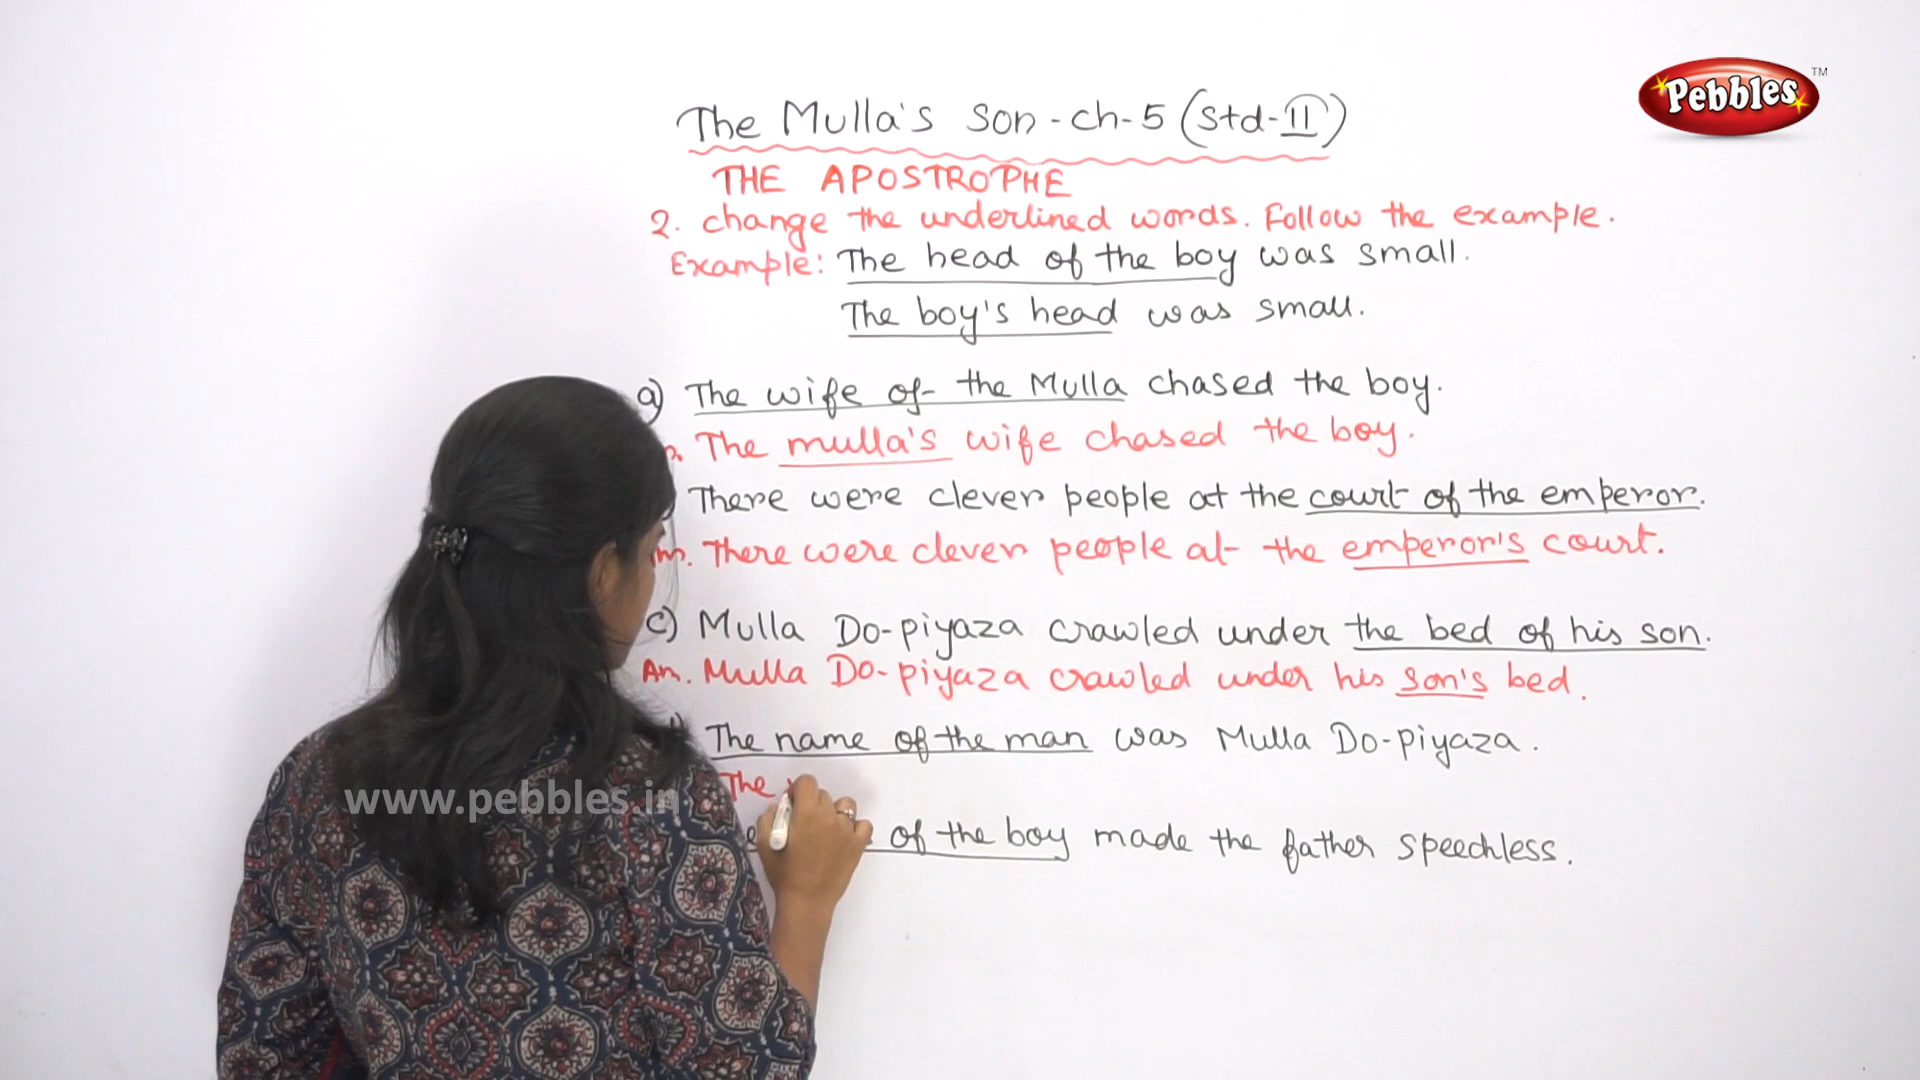 Pebbles TM
The Mulla's son - ch - 5 (std - II)
THE APOSTROPHE
2. change the underlined words. Follow the example.
Example: The head of the boy was small.
The boy's head was small.
a) The wife of the Mulla chased the boy.
The mulla's wife chased the boy.
There were clever people at the court of the emperor.
There were clever people at the emperor's court.
c) Mulla Do-piyaza crawled under the bed of his son.
An. Mulla Do-piyaza crawled under his son's bed.
The name of the man was Mulla Do-piyaza.
The
www.pebbles.in
of the boy made the father speechless.